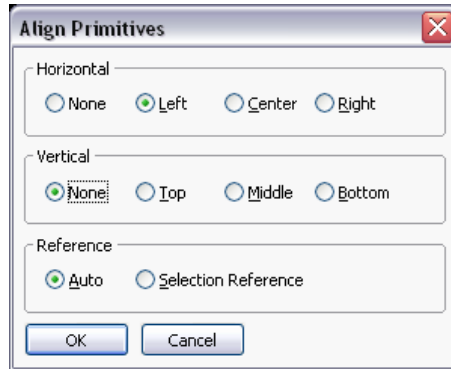 Align Primitives
Horizontal
None Left Center Right
Vertical
None Top Middle Bottom
Reference
Auto Selection Reference
OK Cancel